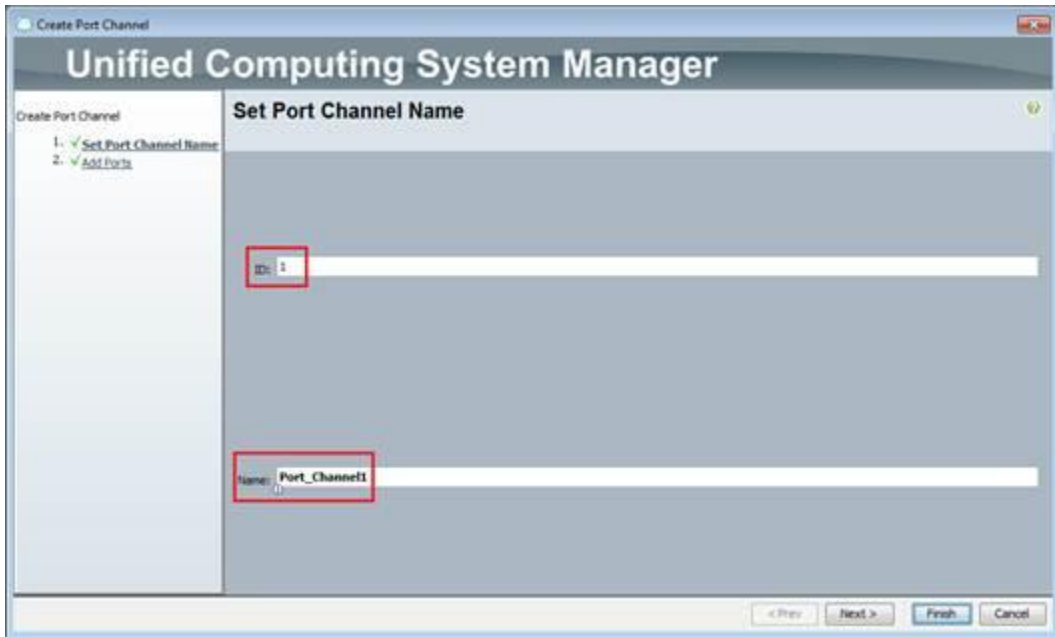 Create Port Channel
Unified Computing System Manager
Create Port Channel
1. √ Set Port Channel Name
2. √ Add Ports
Set Port Channel Name
ID: 1
Name: Port_Channel1
< Prev
Next >
Finish
Cancel